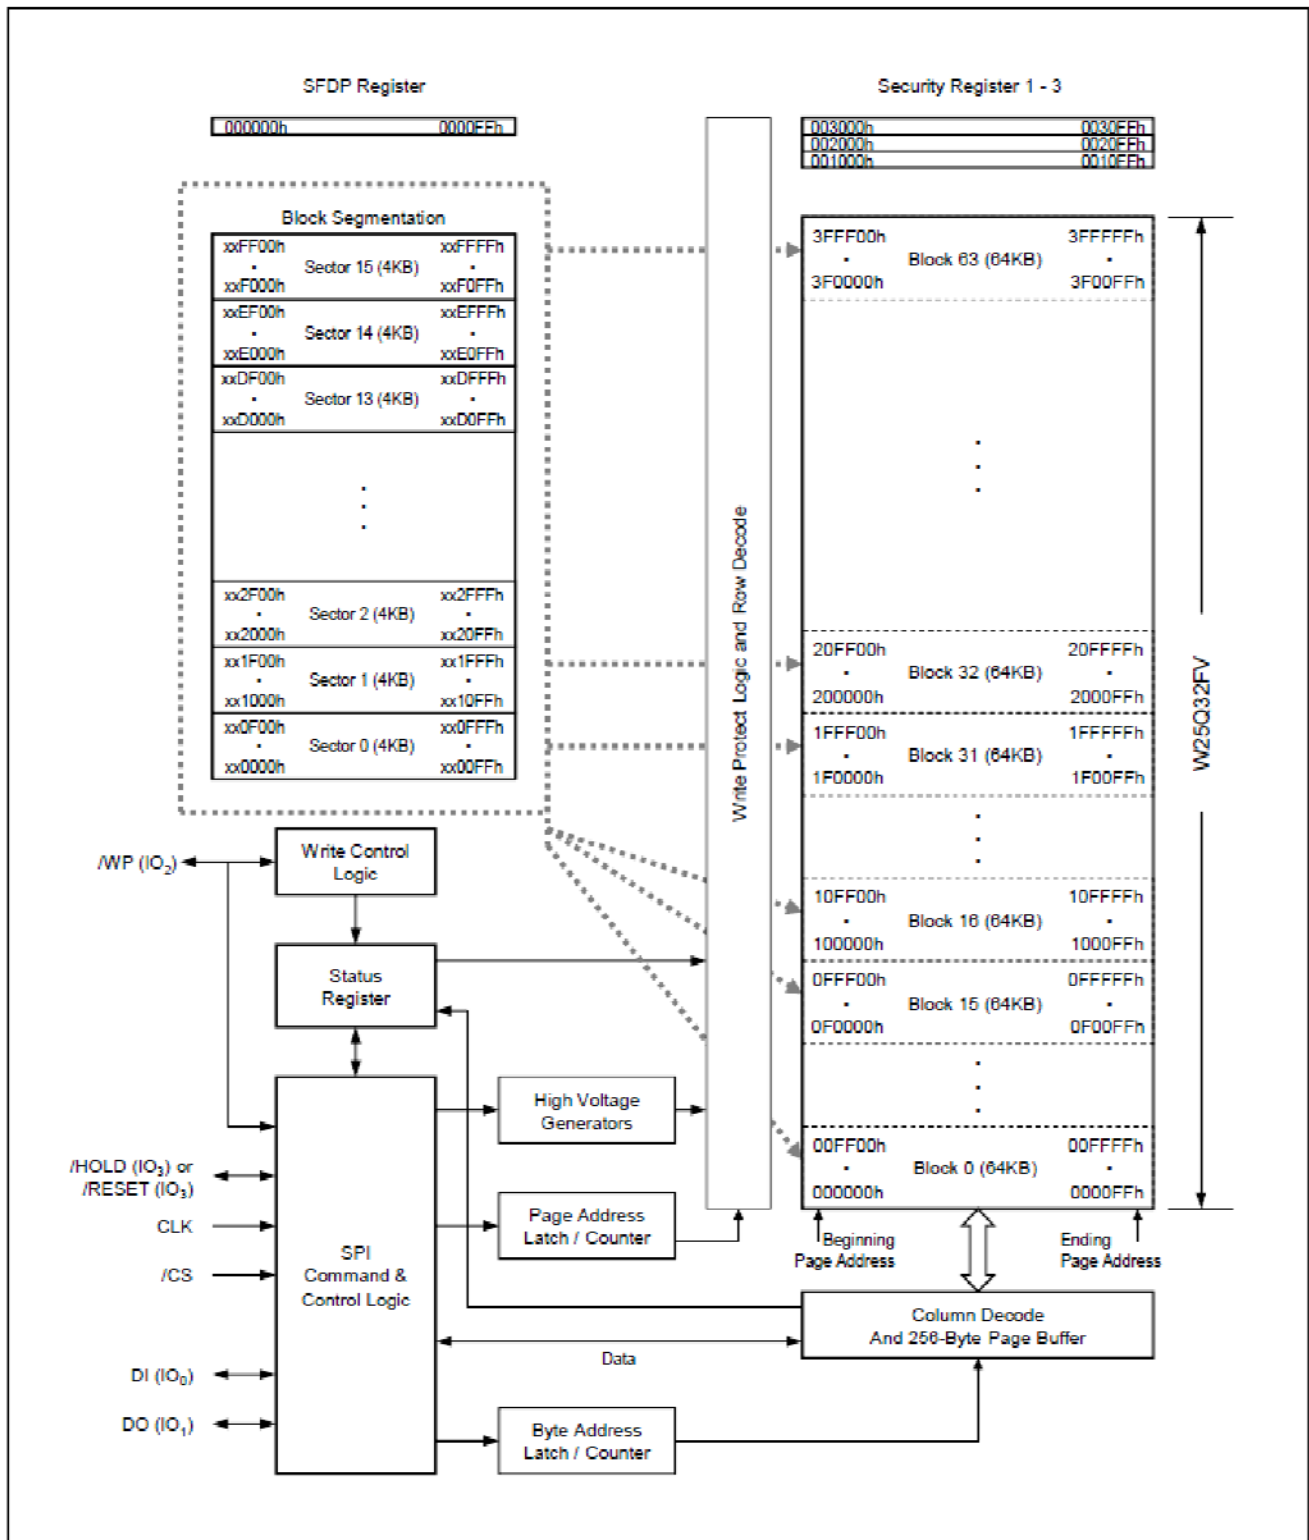 SFDP Register
000000h 0000FFh
Security Register 1 - 3
003000h 0030FFh
002000h 0020FFh
001000h 0010FFh
Block Segmentation
xxFF00h xxFFFFh
Sector 15 (4KB)
xxF000h xxF0FFh
xxEF00h xxEFFFh
Sector 14 (4KB)
xxE000h xxE0FFh
xxDF00h xxDFFFh
Sector 13 (4KB)
xxD000h xxD0FFh
xx2F00h xx2FFFh
Sector 2 (4KB)
xx2000h xx20FFh
xx1F00h xx1FFFh
Sector 1 (4KB)
xx1000h xx10FFh
xx0F00h xx0FFFh
Sector 0 (4KB)
xx0000h xx00FFh
Write Protect Logic and Row Decode
3FFF00h 3FFFFFh
Block 63 (64KB)
3F0000h 3F00FFh
20FF00h 20FFFFh
Block 32 (64KB)
200000h 2000FFh
1FFF00h 1FFFFFh
Block 31 (64KB)
1F0000h 1F00FFh
10FF00h 10FFFFh
Block 16 (64KB)
100000h 1000FFh
0FFF00h 0FFFFFh
Block 15 (64KB)
0F0000h 0F00FFh
00FF00h 00FFFFh
Block 0 (64KB)
000000h 0000FFh
W25Q32FV
Beginning
Page Address
Ending
Page Address
/WP (IO2)
Write Control
Logic
Status
Register
High Voltage
Generators
/HOLD (IO3) or
/RESET (IO3)
CLK
/CS
DI (IO0)
DO (IO1)
SPI
Command &
Control Logic
Page Address
Latch / Counter
Column Decode
And 256-Byte Page Buffer
Data
Byte Address
Latch / Counter